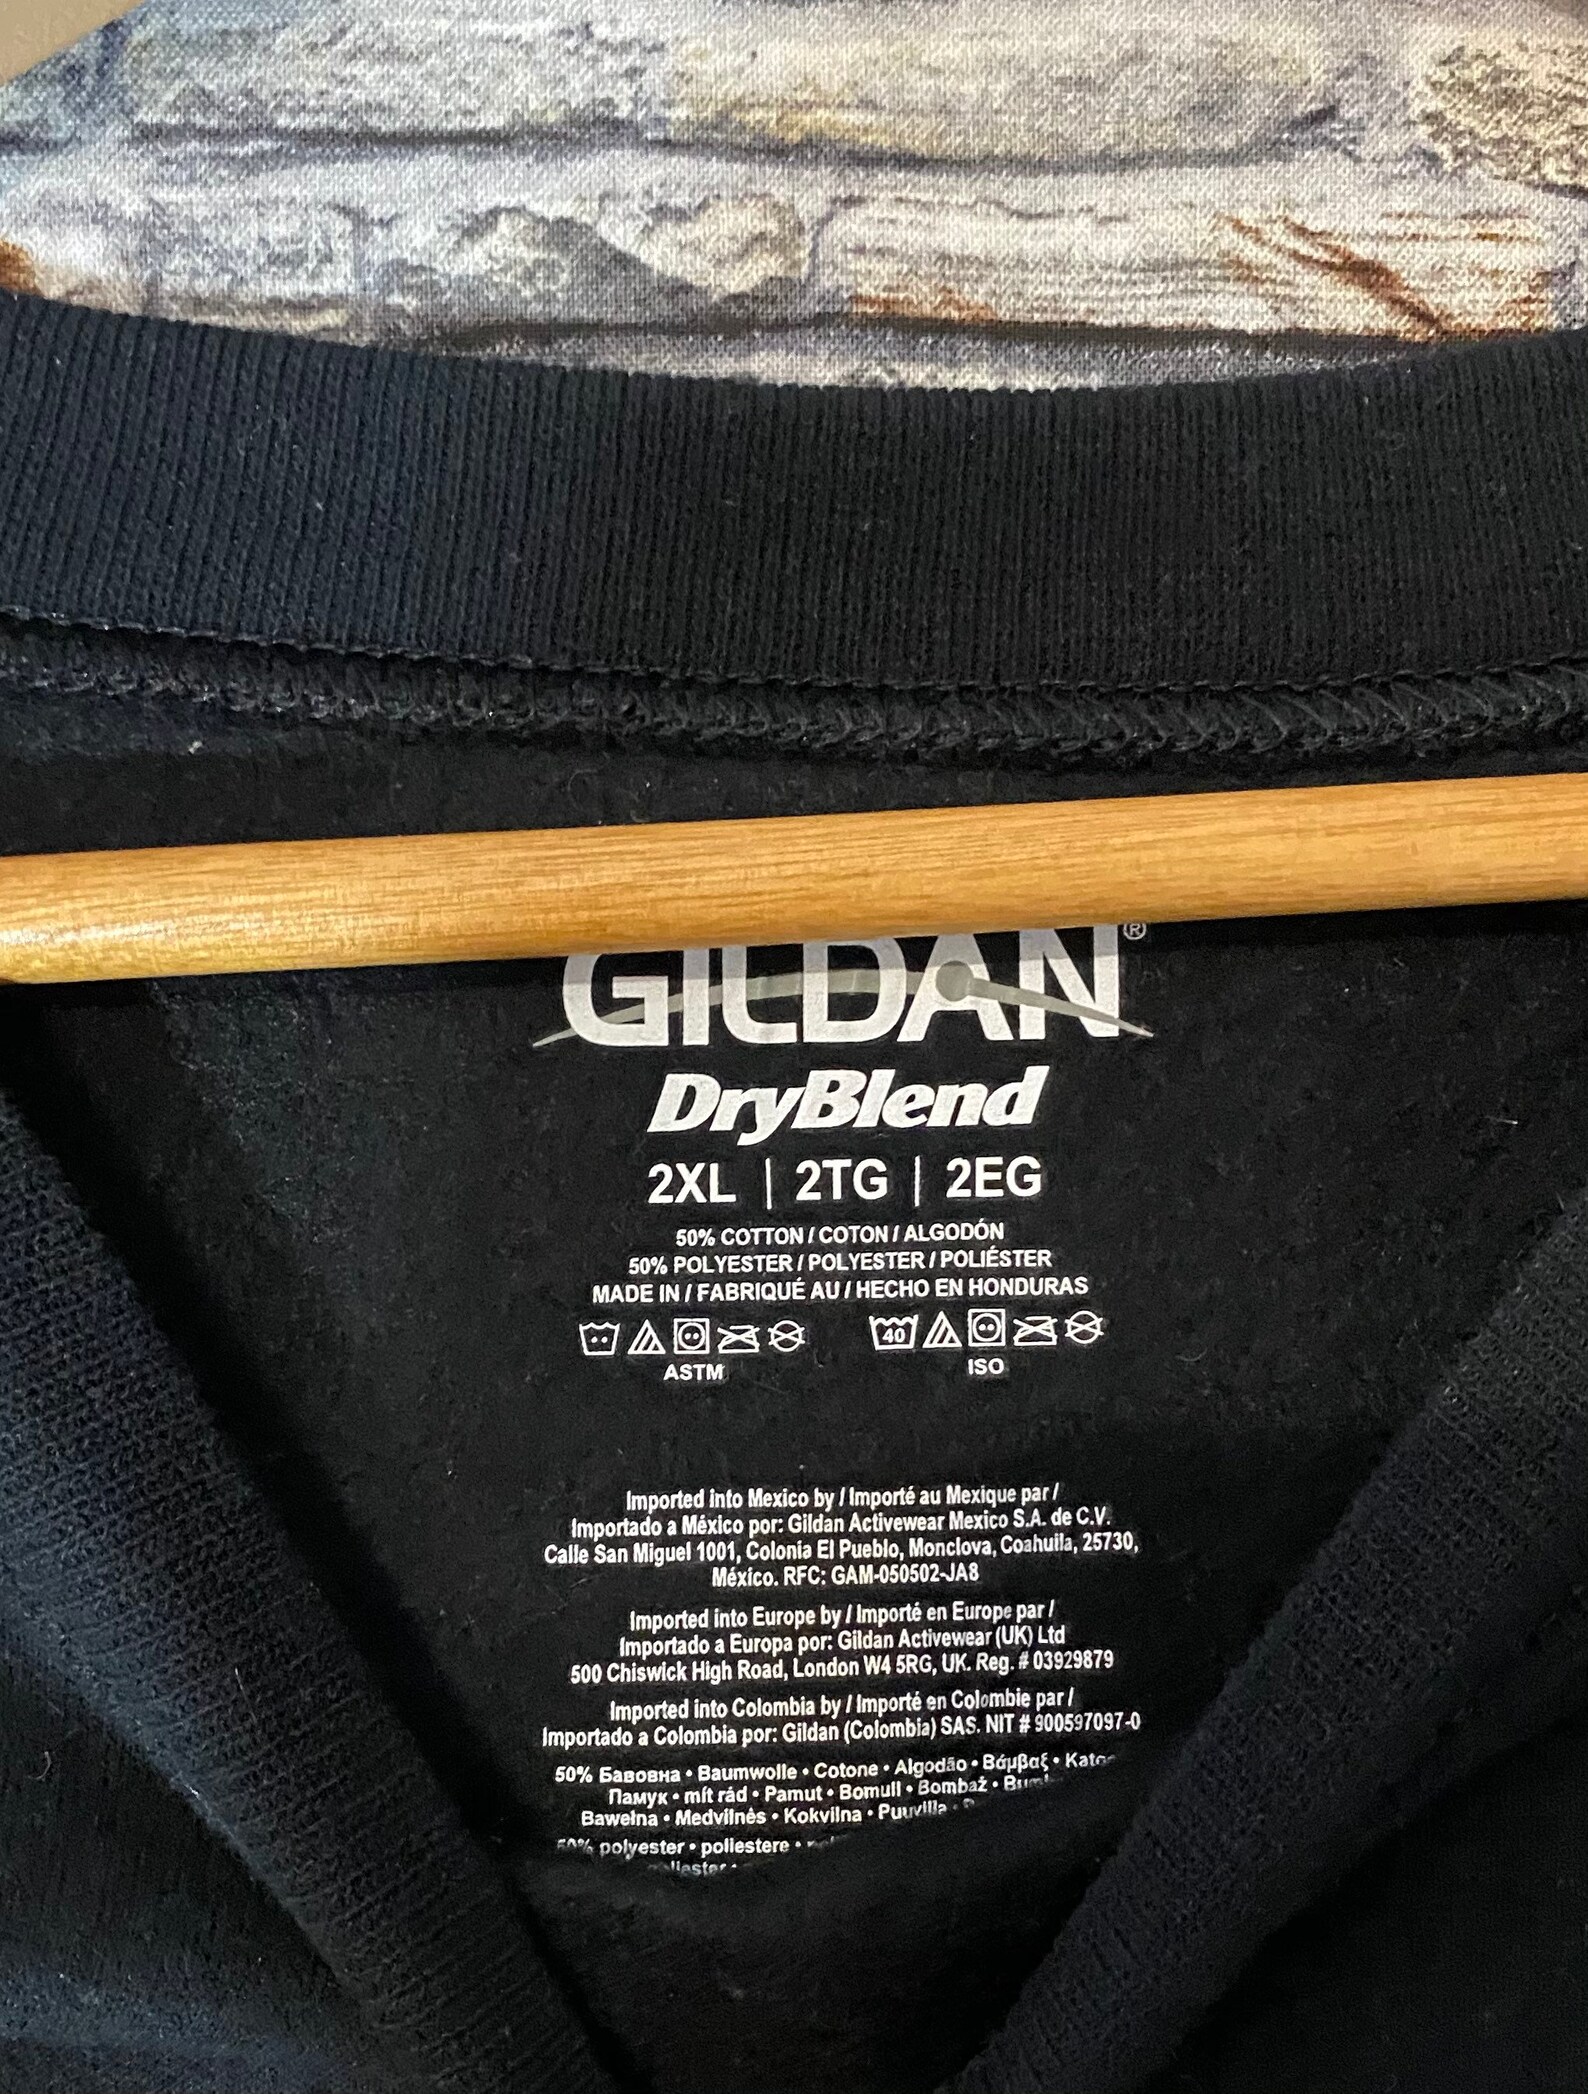 GILDAN®
DryBlend
2XL | 2TG | 2EG
50% COTTON / COTON / ALGODÓN
50% POLYESTER / POLYESTER / POLIÉSTER
MADE IN / FABRIQUÉ AU / HECHO EN HONDURAS
40
ASTM ISO
Imported into Mexico by / Importé au Mexique par /
Importado a México por: Gildan Activewear Mexico S.A. de C.V.
Calle San Miguel 1001, Colonia El Pueblo, Monclova, Coahuila, 25730,
México. RFC: GAM-050502-JA8
Imported into Europe by / Importé en Europe par /
Importado a Europa por: Gildan Activewear (UK) Ltd
500 Chiswick High Road, London W4 5RG, UK. Reg. # 03929879
Imported into Colombia by / Importé en Colombie par /
Importado a Colombia por: Gildan (Colombia) SAS. NIT # 900597097-0
50% Бавовна • Baumwolle • Cotone • Algodão • Βάμβαξ •
Памук • mít rád • Pamut • Bomull • Bombaž •
Bawełna • Medvilnės • Kokvilna • Puuvilla •
50% polyester • poliestere •